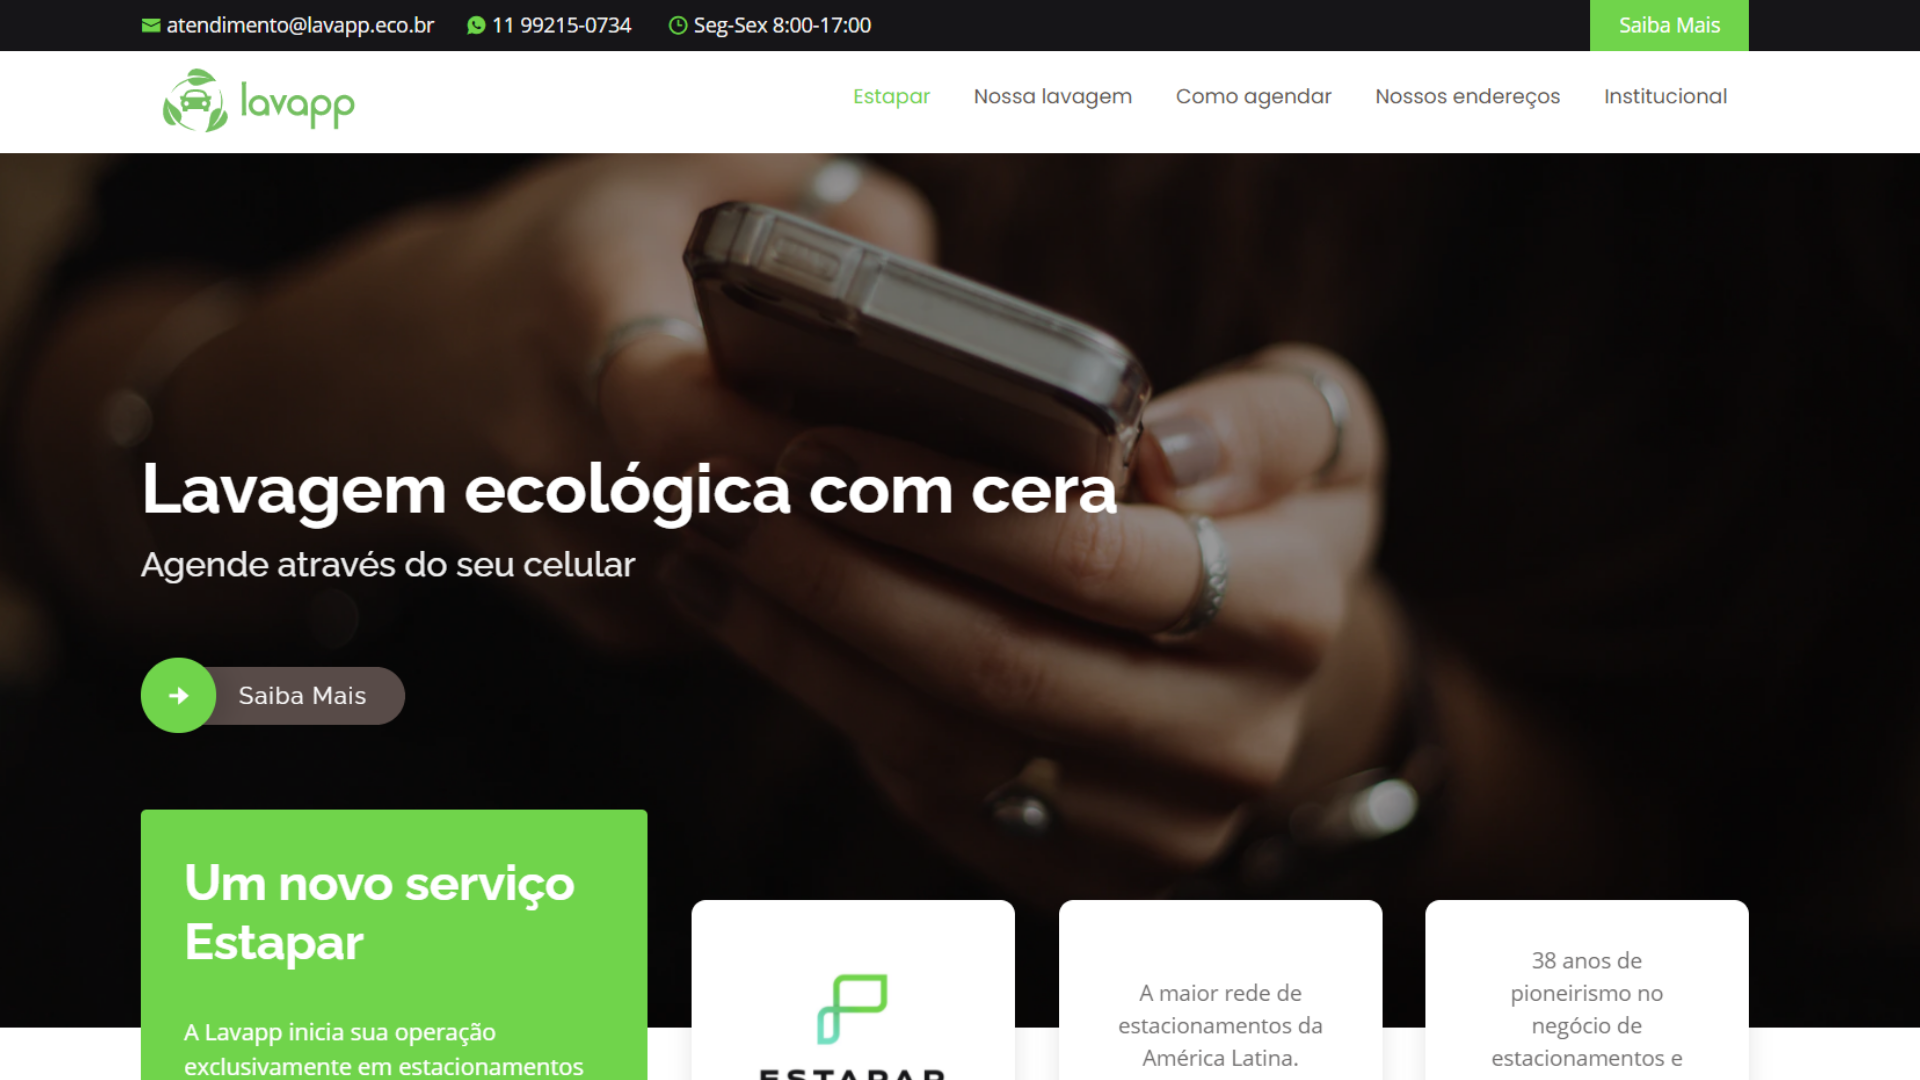 atendimento@lavapp.eco.br 11 99215-0734 Seg-Sex 8:00-17:00 Saiba Mais
lavapp Estapar Nossa lavagem Como agendar Nossos endereços Institucional
Lavagem ecológica com cera
Agende através do seu celular
Saiba Mais
Um novo serviço
Estapar
A Lavapp inicia sua operação
exclusivamente em estacionamentos
ESTAPAR
A maior rede de
estacionamentos da
América Latina.
38 anos de
pioneirismo no
negócio de
estacionamentos e